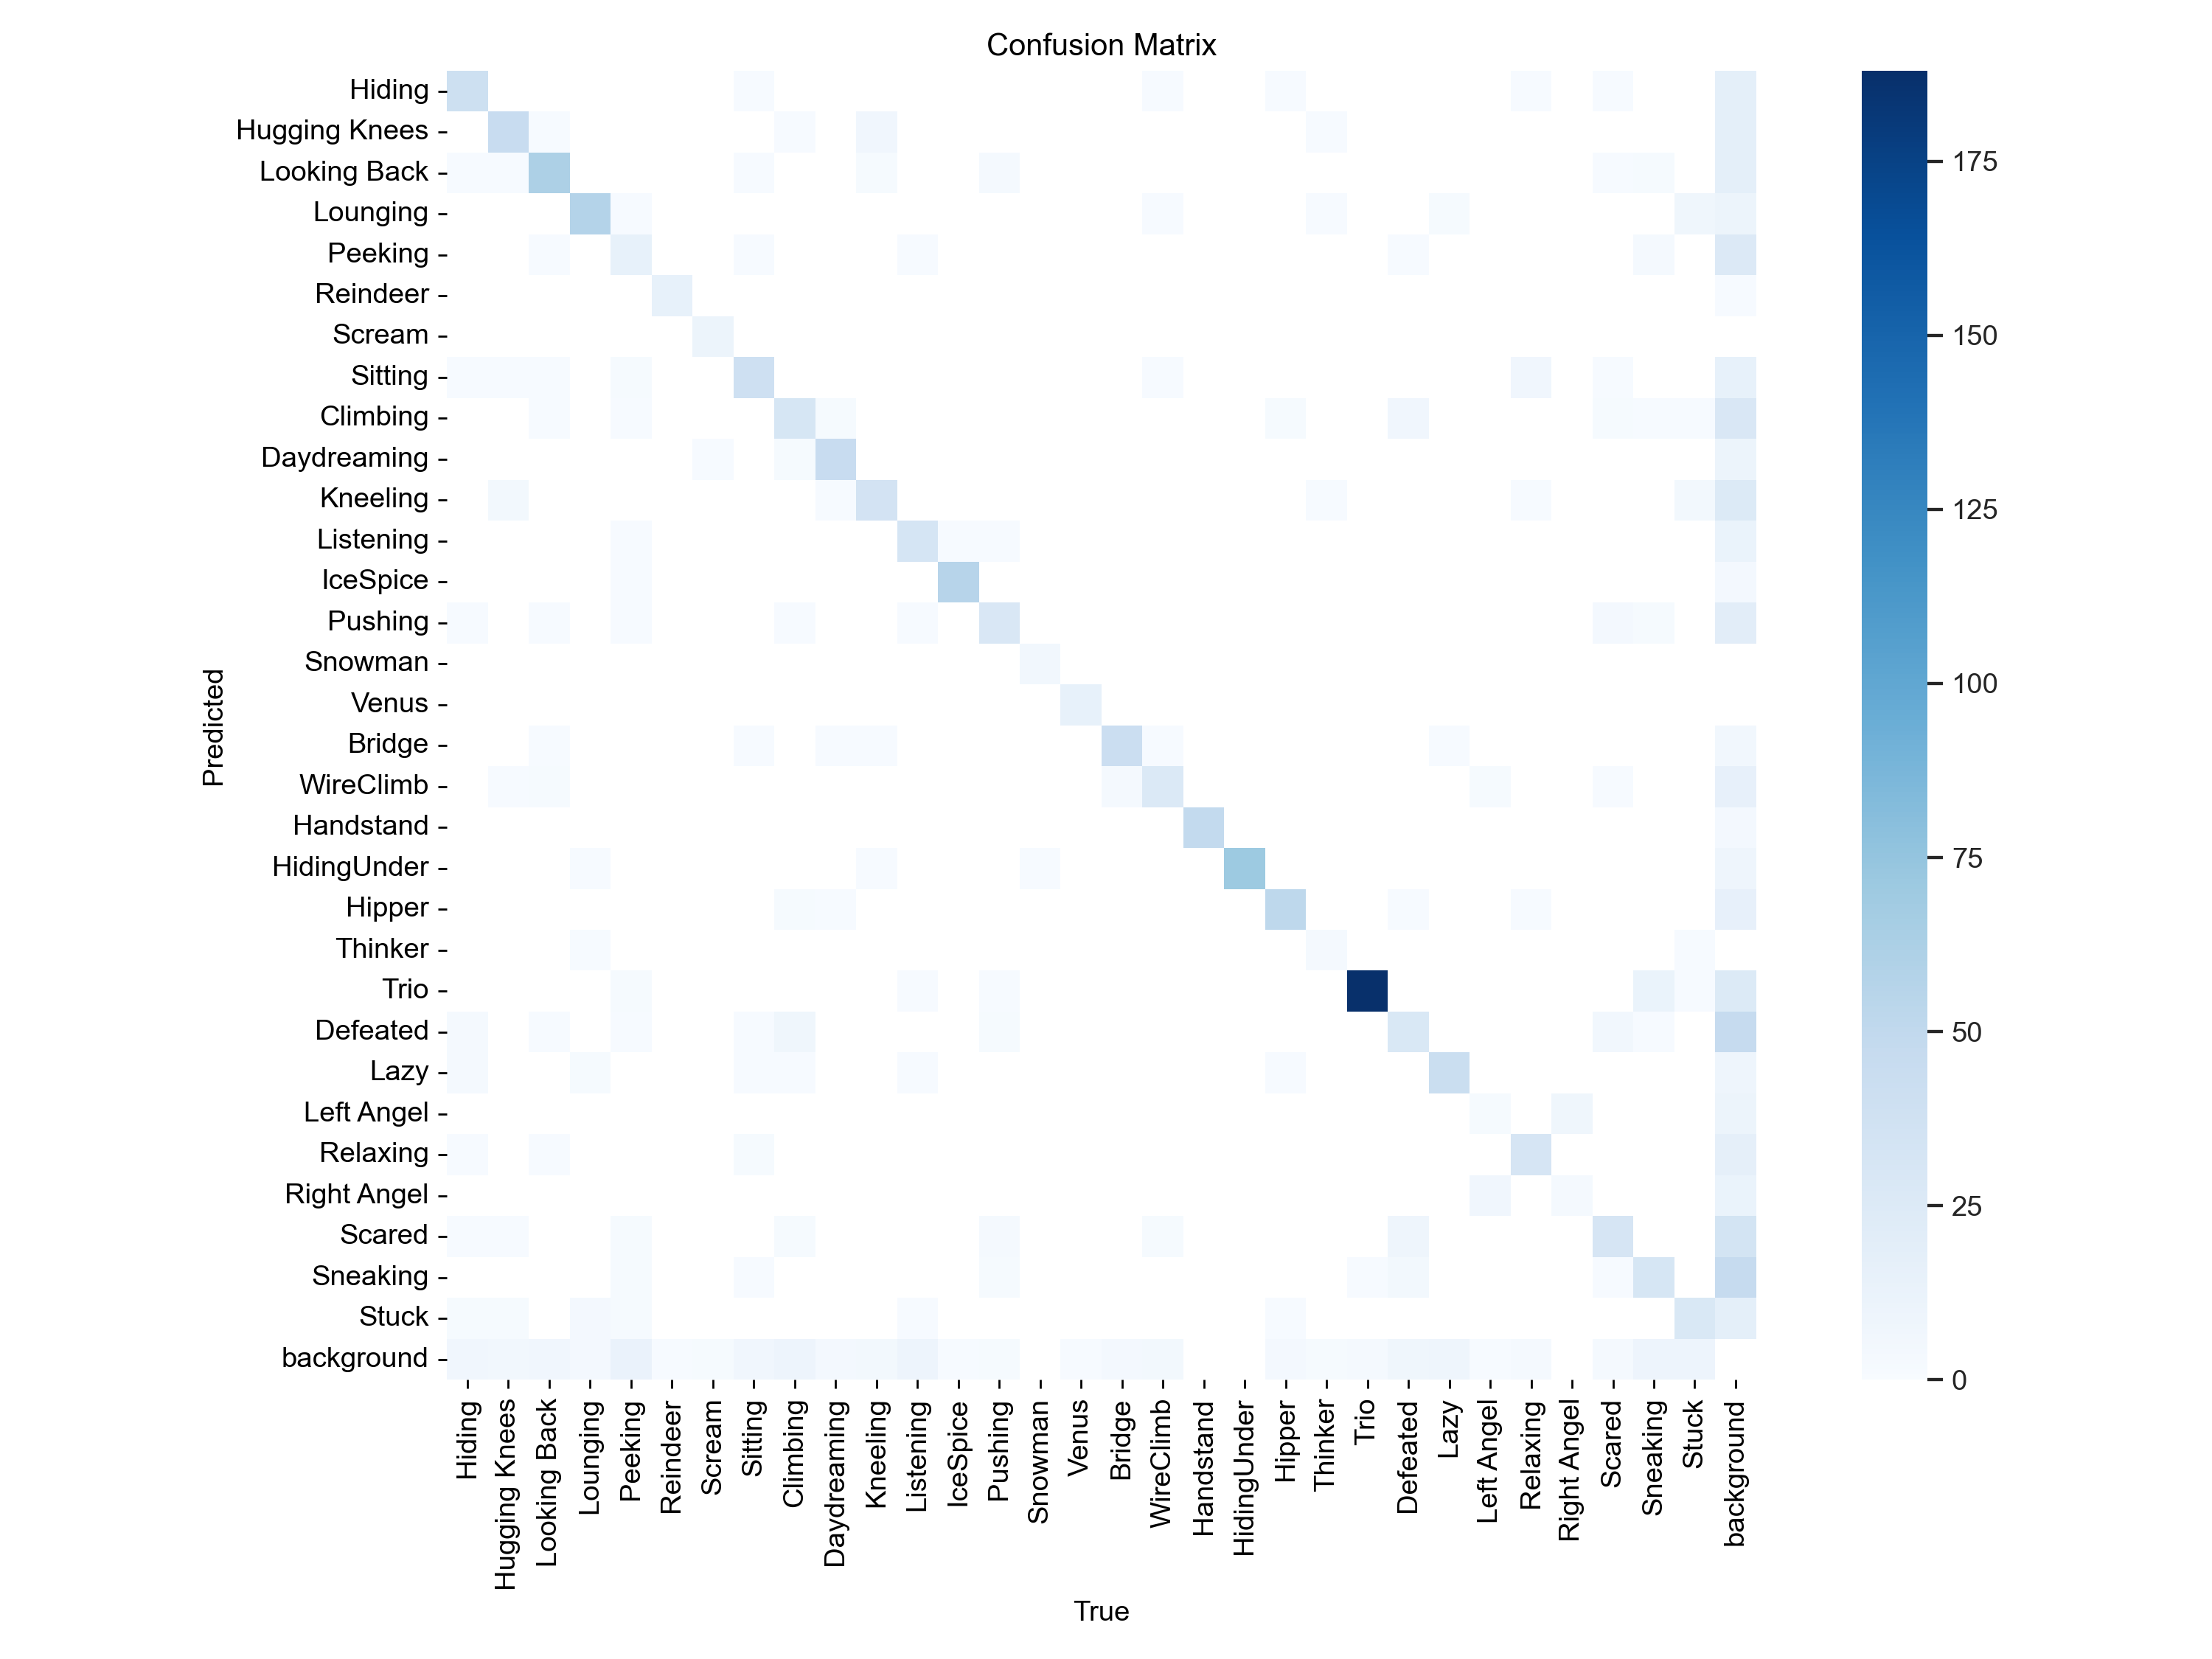 Confusion Matrix
Hiding
Hugging Knees
Looking Back
Lounging
Peeking
Reindeer
Scream
Sitting
Climbing
Daydreaming
Kneeling
Listening
IceSpice
Pushing
Snowman
Venus
Bridge
WireClimb
Handstand
HidingUnder
Hipper
Thinker
Trio
Defeated
Lazy
Left Angel
Relaxing
Right Angel
Scared
Sneaking
Stuck
background
Predicted
Hiding
Hugging Knees
Looking Back
Lounging
Peeking
Reindeer
Scream
Sitting
Climbing
Daydreaming
Kneeling
Listening
IceSpice
Pushing
Snowman
Venus
Bridge
WireClimb
Handstand
HidingUnder
Hipper
Thinker
Trio
Defeated
Lazy
Left Angel
Relaxing
Right Angel
Scared
Sneaking
Stuck
background
True
175
150
125
100
75
50
25
0